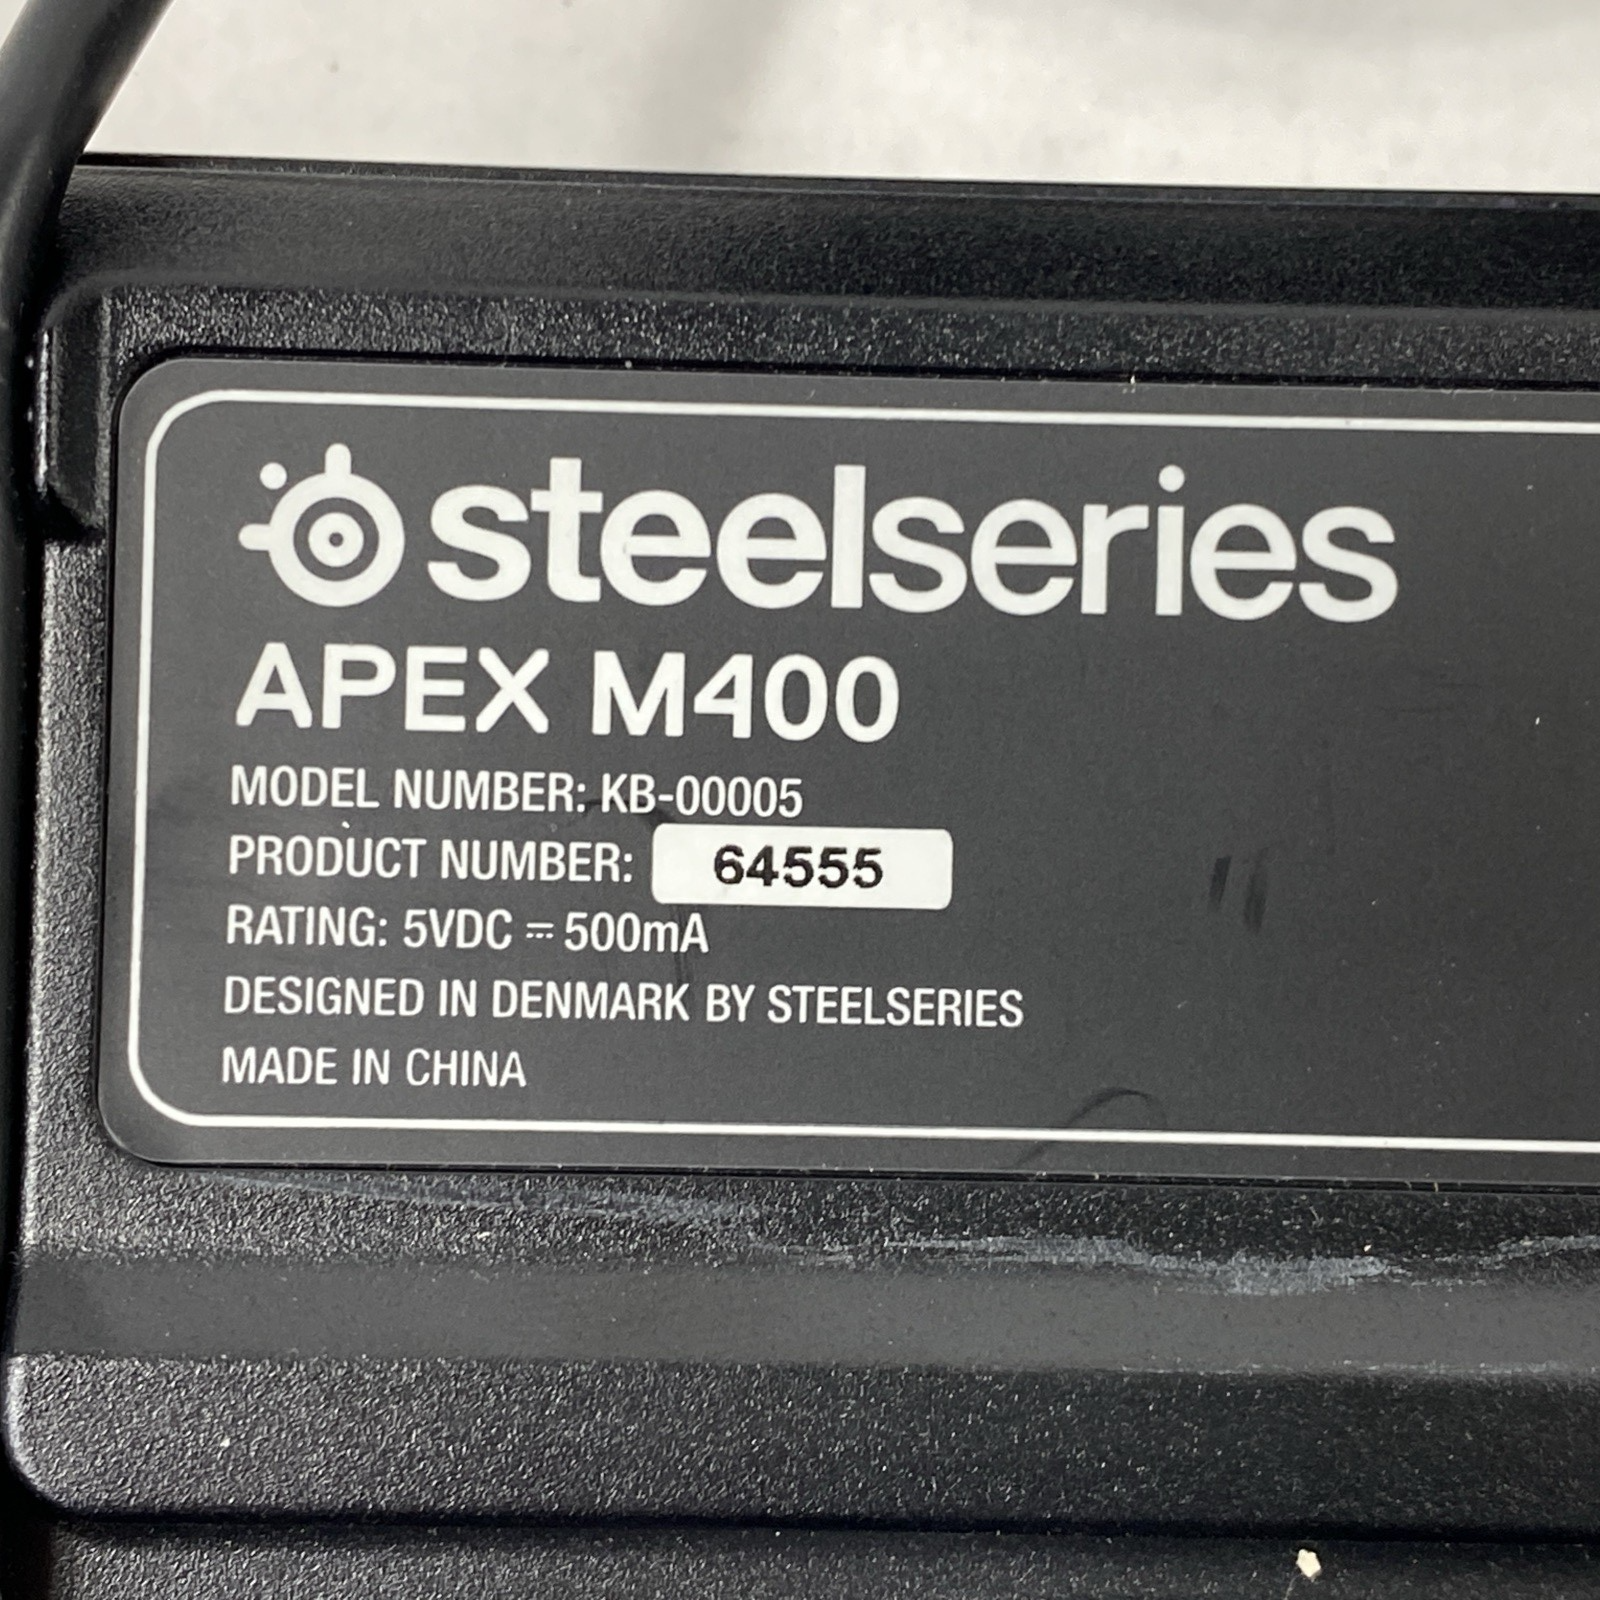 steelseries
APEX M400
MODEL NUMBER: KB-00005
PRODUCT NUMBER: 64555
RATING: 5VDC ⎓ 500mA
DESIGNED IN DENMARK BY STEELSERIES
MADE IN CHINA